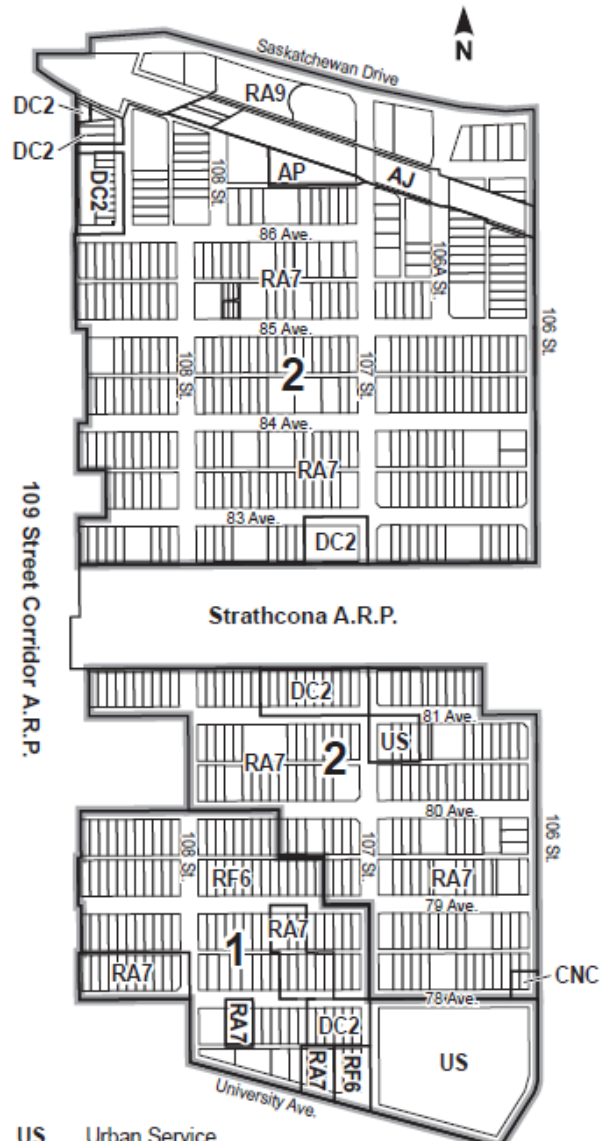 N
Saskatchewan Drive
RA9
DC2
DC2
DC2
108 St.
AP
AJ
86 Ave.
106A St.
RA7
106 St.
85 Ave.
108 St.
2
107 St.
84 Ave.
RA7
83 Ave.
DC2
109 Street Corridor A.R.P.
Strathcona A.R.P.
DC2
81 Ave.
US
RA7
2
80 Ave.
108 St.
107 St.
106 St.
RF6
RA7
79 Ave.
RA7
1
RA7
CNC
78 Ave.
RA7
DC2
US
RA7
RF6
University Ave.
US Urban Service